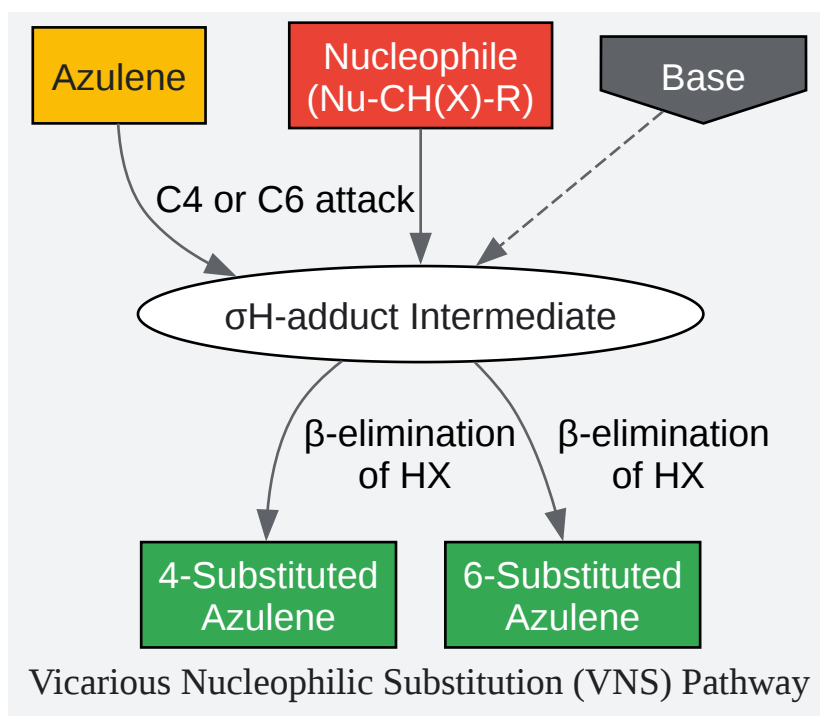 Azulene
Nucleophile
(Nu-CH(X)-R)
Base
C4 or C6 attack
σH-adduct Intermediate
β-elimination
of HX
β-elimination
of HX
4-Substituted
Azulene
6-Substituted
Azulene
Vicarious Nucleophilic Substitution (VNS) Pathway